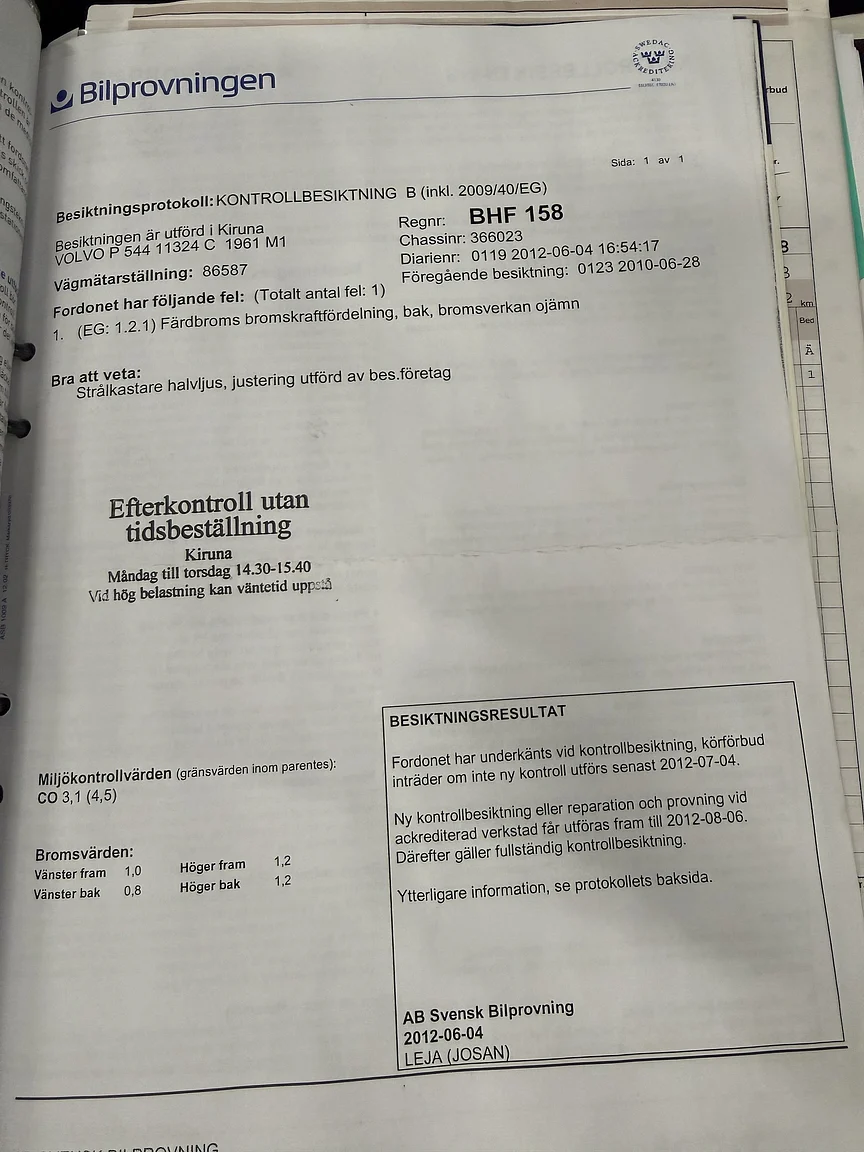 Bilprovningen
SWEDAC ACKREDITERING
Sida: 1 av 1
Besiktningsprotokoll: KONTROLLBESIKTNING B (inkl. 2009/40/EG)
Besiktningen är utförd i Kiruna
VOLVO P 544 11324 C 1961 M1
Vägmätarställning: 86587
Regnr: BHF 158
Chassinr: 366023
Diarienr: 0119 2012-06-04 16:54:17
Föregående besiktning: 0123 2010-06-28
Fordonet har följande fel: (Totalt antal fel: 1)
1. (EG: 1.2.1) Färdbroms bromskraftfördelning, bak, bromsverkan ojämn
Bra att veta:
Strålkastare halvljus, justering utförd av bes.företag
Efterkontroll utan
tidsbeställning
Kiruna
Måndag till torsdag 14.30-15.40
Vid hög belastning kan väntetid uppstå
Miljökontrollvärden (gränsvärden inom parentes):
CO 3,1 (4,5)
Bromsvärden:
Vänster fram 1,0 Höger fram 1,2
Vänster bak 0,8 Höger bak 1,2
BESIKTNINGSRESULTAT
Fordonet har underkänts vid kontrollbesiktning, körförbud
inträder om inte ny kontroll utförs senast 2012-07-04.
Ny kontrollbesiktning eller reparation och provning vid
ackrediterad verkstad får utföras fram till 2012-08-06.
Därefter gäller fullständig kontrollbesiktning.
Ytterligare information, se protokollets baksida.
AB Svensk Bilprovning
2012-06-04
LEJA (JOSAN)
km
Bed
Ä
1